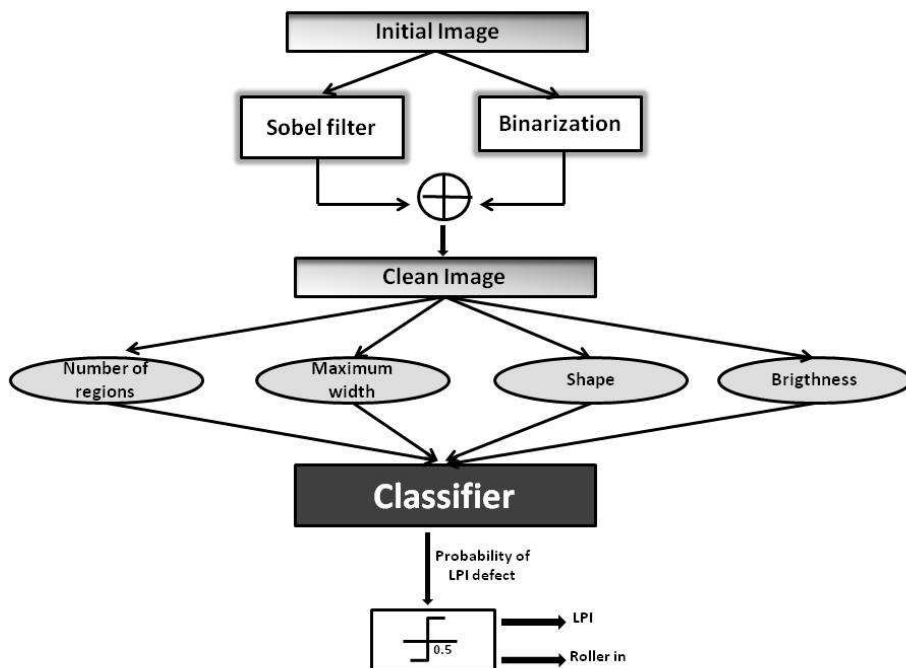 Initial Image
Sobel filter
Binarization
Clean Image
Number of
regions
Maximum
width
Shape
Brigthness
Classifier
Probability of
LPI defect
0.5
LPI
Roller in